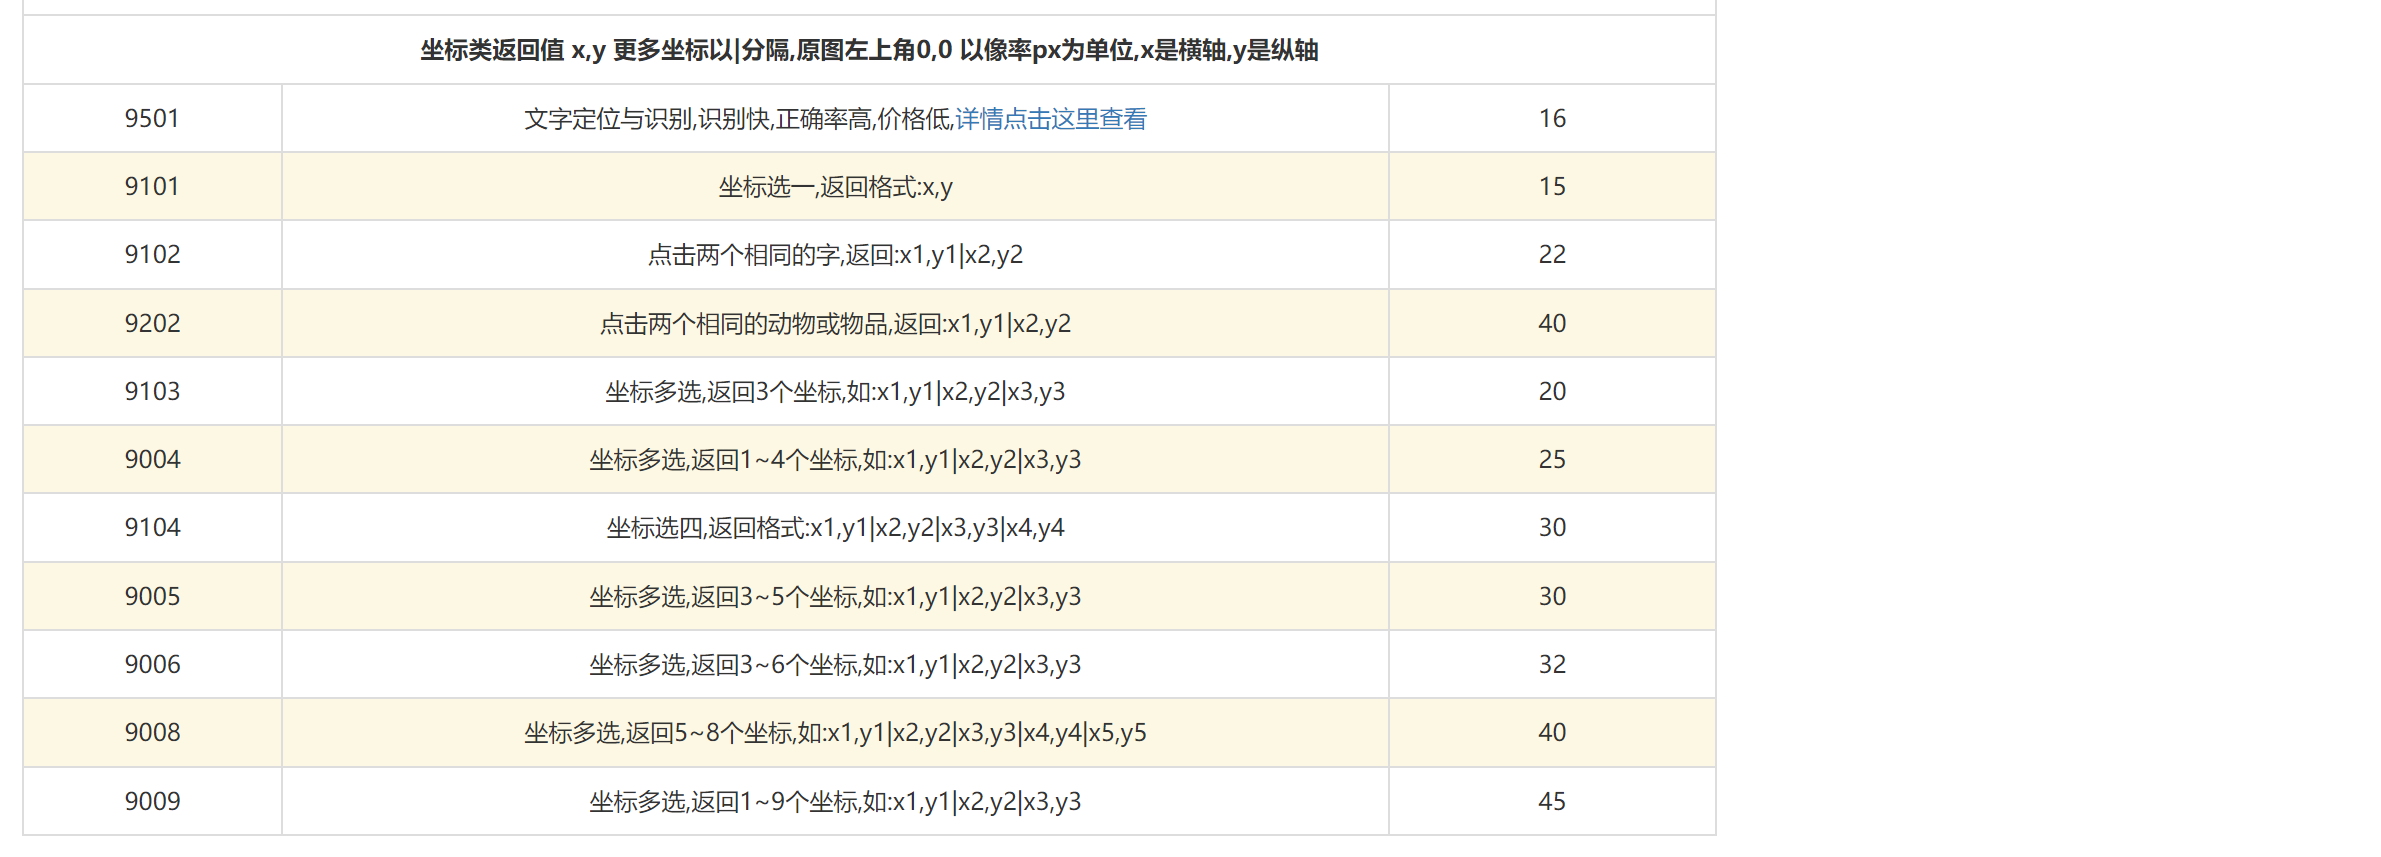 坐标类返回值 x,y 更多坐标以|分隔,原图左上角0,0 以像率px为单位,x是横轴,y是纵轴
9501 文字定位与识别,识别快,正确率高,价格低,详情点击这里查看 16
9101 坐标选一,返回格式:x,y 15
9102 点击两个相同的字,返回:x1,y1|x2,y2 22
9202 点击两个相同的动物或物品,返回:x1,y1|x2,y2 40
9103 坐标多选,返回3个坐标,如:x1,y1|x2,y2|x3,y3 20
9004 坐标多选,返回1~4个坐标,如:x1,y1|x2,y2|x3,y3 25
9104 坐标选四,返回格式:x1,y1|x2,y2|x3,y3|x4,y4 30
9005 坐标多选,返回3~5个坐标,如:x1,y1|x2,y2|x3,y3 30
9006 坐标多选,返回3~6个坐标,如:x1,y1|x2,y2|x3,y3 32
9008 坐标多选,返回5~8个坐标,如:x1,y1|x2,y2|x3,y3|x4,y4|x5,y5 40
9009 坐标多选,返回1~9个坐标,如:x1,y1|x2,y2|x3,y3 45